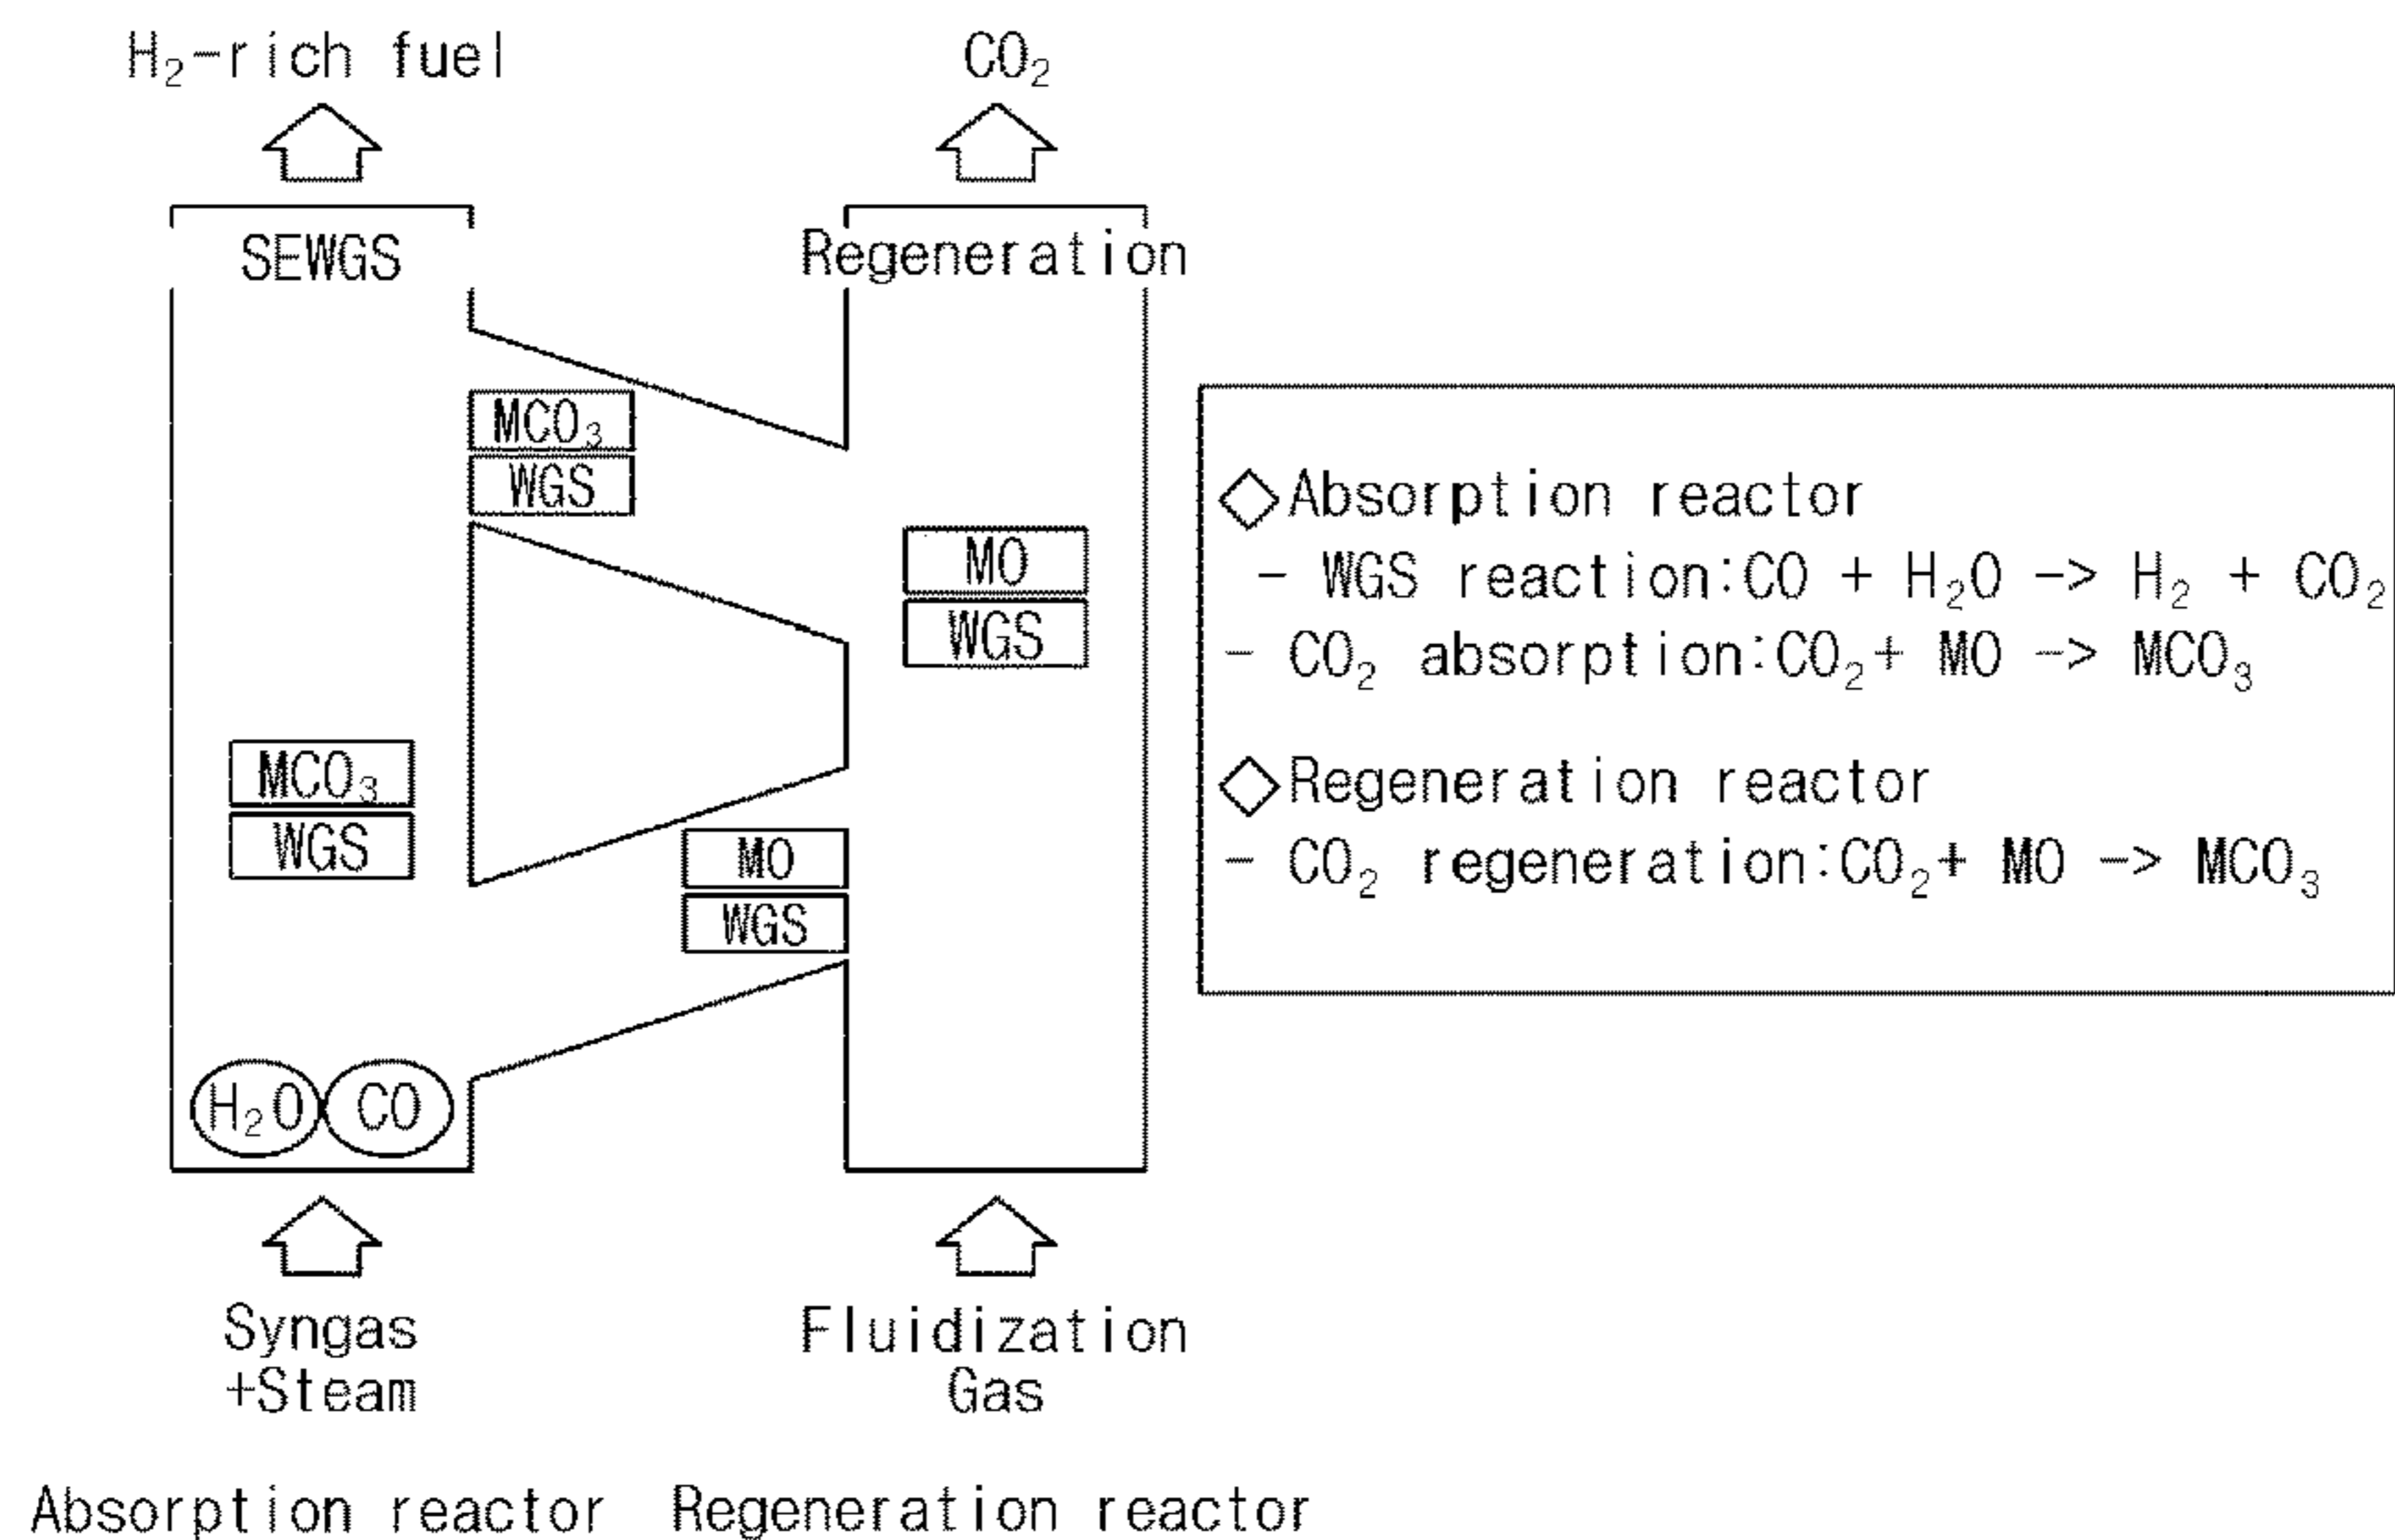 H₂-rich fuel
CO₂
SEWGS
Regeneration
MCO₃
WGS
MO
WGS
MCO₃
WGS
MO
WGS
H₂O
CO
Syngas
+Steam
Fluidization
Gas
Absorption reactor
Regeneration reactor
◇Absorption reactor
- WGS reaction:CO + H₂O -> H₂ + CO₂
- CO₂ absorption:CO₂+ MO -> MCO₃
◇Regeneration reactor
- CO₂ regeneration:CO₂+ MO -> MCO₃